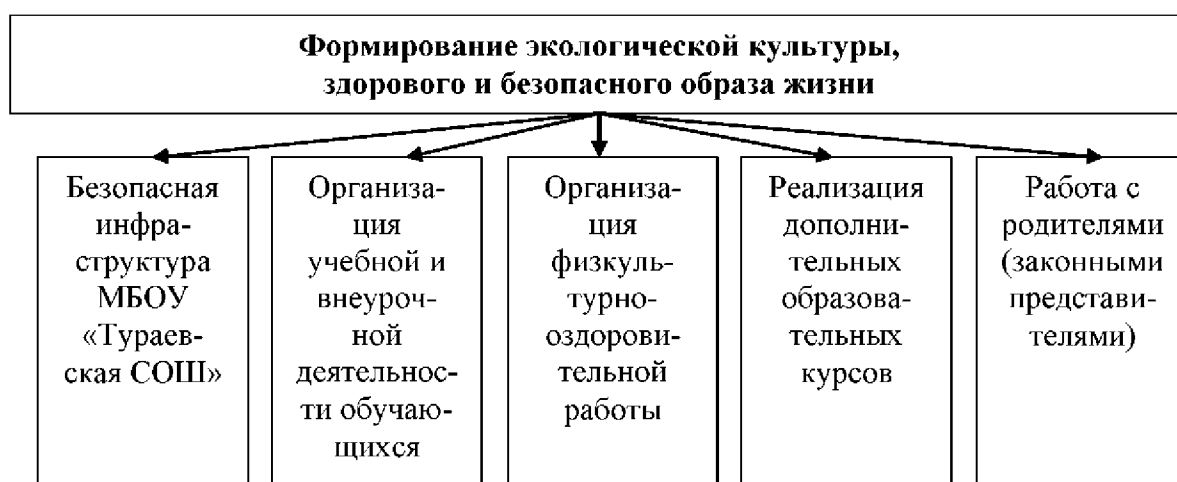 Формирование экологической культуры,
здорового и безопасного образа жизни
Безопасная
инфра-
структура
МБОУ
«Тураев-
ская СОШ»
Организа-
ция
учебной и
внеуроч-
ной
деятельнос-
ти обучаю-
щихся
Организа-
ция
физкуль-
турно-
оздорови-
тельной
работы
Реализация
дополни-
тельных
образова-
тельных
курсов
Работа с
родителями
(законными
представи-
телями)